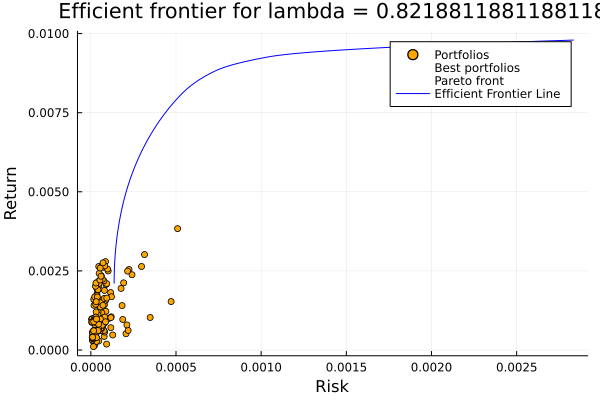 Efficient frontier for lambda = 0.8218811881188118
0.0100
0.0075
0.0050
0.0025
0.0000
Return
Portfolios
Best portfolios
Pareto front
Efficient Frontier Line
0.0000 0.0005 0.0010 0.0015 0.0020 0.0025
Risk